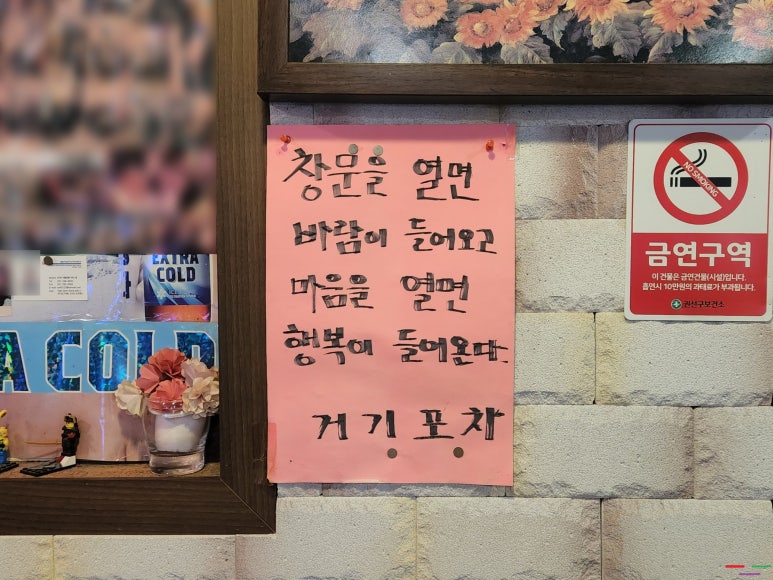 창문을 열면
바람이 들어오고
마음을 열면
행복이 들어온다.
거기 포차
NO SMOKING
금연구역
이 건물은 금연건물(시설)입니다.
흡연시 10만원의 과태료가 부과됩니다.
권선구보건소
EXTRA
COLD
A COLD